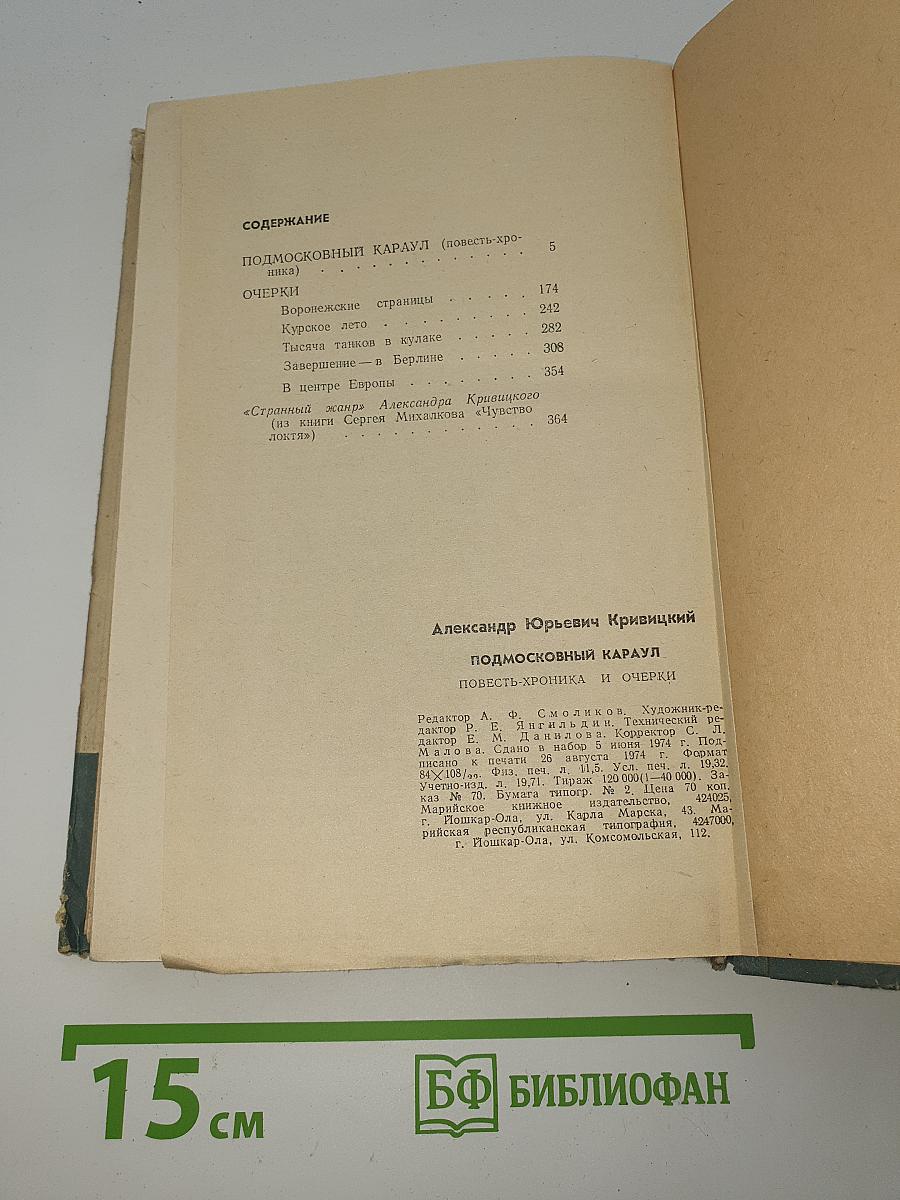 СОДЕРЖАНИЕ
ПОДМОСКОВНЫЙ КАРАУЛ (повесть-хро-
ника) . . . . . . . . . . . . 5
ОЧЕРКИ
Воронежские страницы . . . . . 174
Курское лето . . . . . . . . . 242
Тысяча танков в кулаке . . . . . 282
Завершение — в Берлине . . . . . 308
В центре Европы . . . . . . . . 354
«Странный жанр» Александра Кривицкого
(из книги Сергея Михалкова «Чувство
локтя») . . . . . . . . . . . . 364
Александр Юрьевич Кривицкий
ПОДМОСКОВНЫЙ КАРАУЛ
ПОВЕСТЬ-ХРОНИКА И ОЧЕРКИ
Редактор А. Ф. Смоликов. Художник-ре-
дактор Р. Е. Янгильдин. Технический ре-
дактор Е. М. Данилова. Корректор С. Л.
Малова. Сдано в набор 5 июня 1974 г. Под-
писано к печати 26 августа 1974 г. Формат
84×108/₃₂. Физ. печ. л. 11,5. Усл. печ. л. 19,32.
Учетно-изд. л. 19,71. Тираж 120 000(1—40 000). За-
каз № 70. Бумага типогр. № 2. Цена 70 коп.
Марийское книжное издательство, 424025,
г. Йошкар-Ола, ул. Карла Марска, 43. Ма-
рийская республиканская типография, 4247000,
г. Йошкар-Ола, ул. Комсомольская, 112.
15 см
БФ БИБЛИОФАН